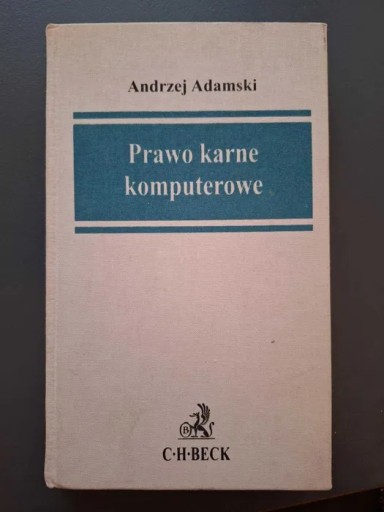 Andrzej Adamski
Prawo karne
komputerowe
B
C·H·BECK